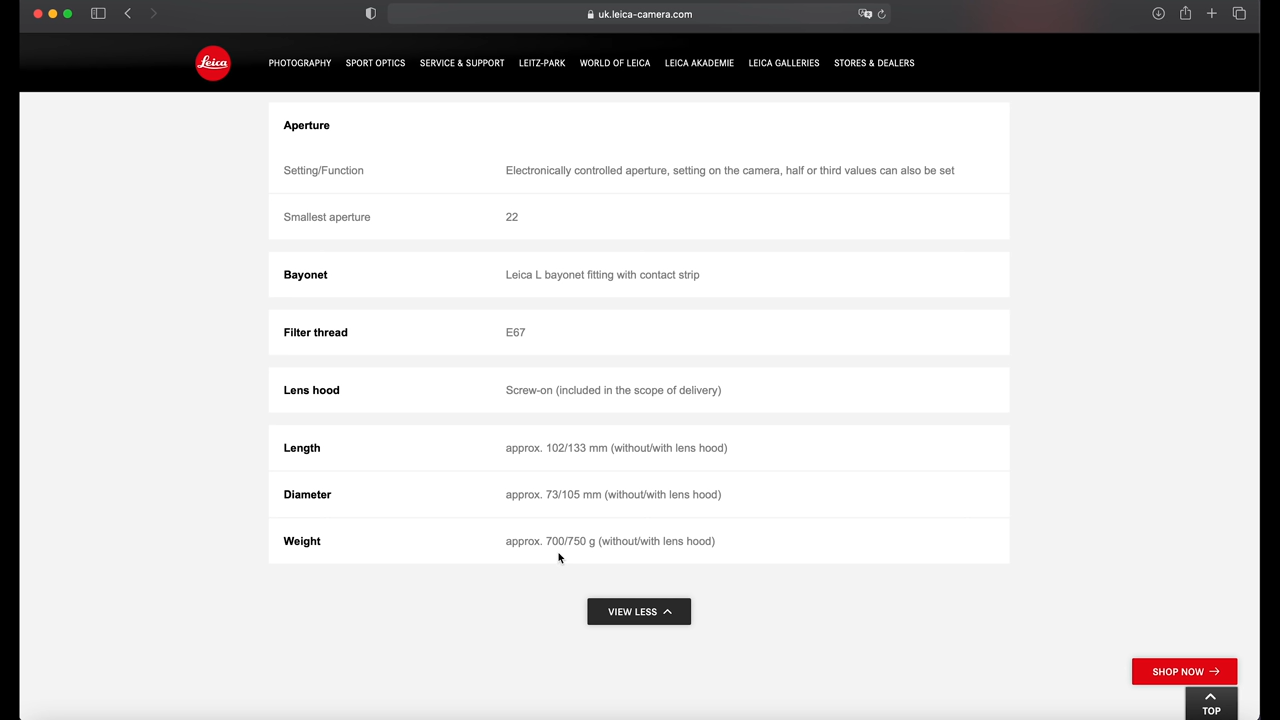 uk.leica-camera.com
Leica
PHOTOGRAPHY SPORT OPTICS SERVICE & SUPPORT LEITZ-PARK WORLD OF LEICA LEICA AKADEMIE LEICA GALLERIES STORES & DEALERS
Aperture
Setting/Function Electronically controlled aperture, setting on the camera, half or third values can also be set
Smallest aperture 22
Bayonet Leica L bayonet fitting with contact strip
Filter thread E67
Lens hood Screw-on (included in the scope of delivery)
Length approx. 102/133 mm (without/with lens hood)
Diameter approx. 73/105 mm (without/with lens hood)
Weight approx. 700/750 g (without/with lens hood)
VIEW LESS
SHOP NOW
TOP